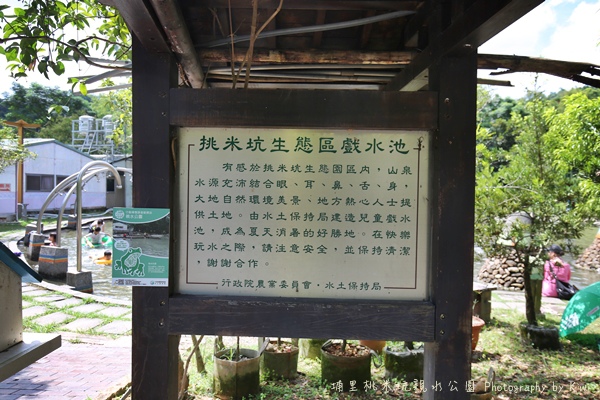 桃米坑生態區戲水池
有感於桃米坑生態園區內，山泉
水源充沛結合眼、耳、鼻、舌、身，
大地自然環境美景、地方熱心人士提
供土地。由水土保持局建造兒童戲水
池，成為夏天消暑的好勝地。在快樂
玩水之際，請注意安全，並保持清潔
，謝謝合作。
行政院農業委員會・水土保持局
埔里桃米坑親水公園 Photography by Kiwi